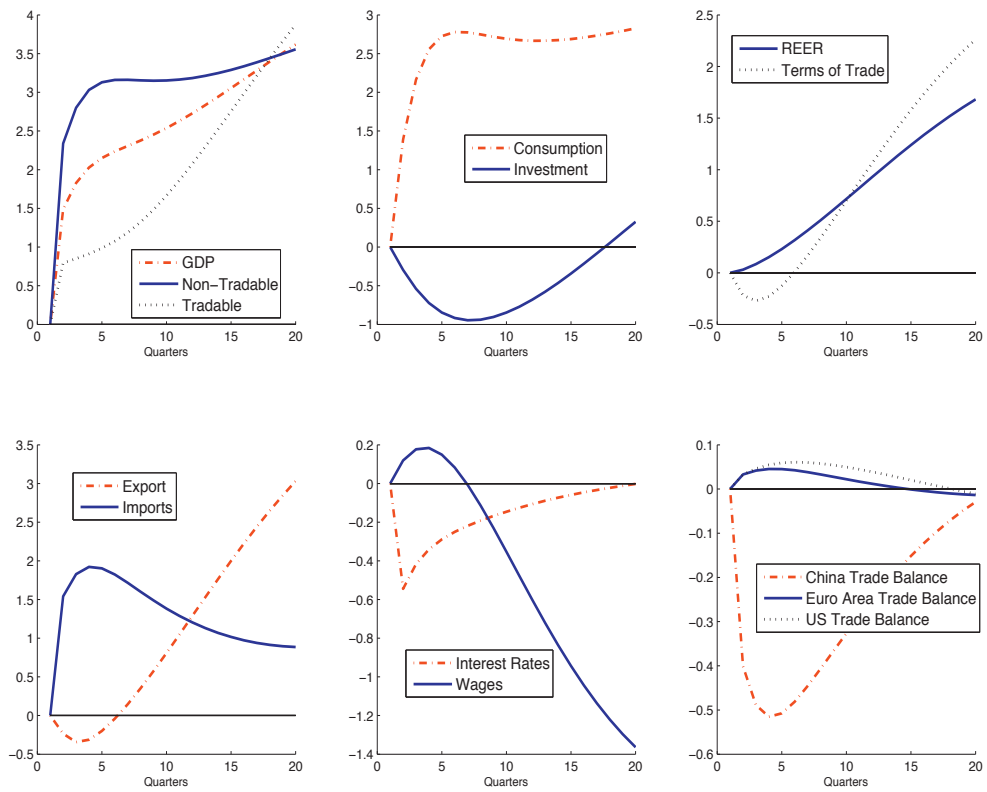 4
3.5
3
2.5
2
1.5
1
0.5
0
0 5 10 15 20
Quarters
GDP
Non-Tradable
Tradable
3
2.5
2
1.5
1
0.5
0
−0.5
−1
0 5 10 15 20
Quarters
Consumption
Investment
2.5
2
1.5
1
0.5
0
−0.5
0 5 10 15 20
Quarters
REER
Terms of Trade
3.5
3
2.5
2
1.5
1
0.5
0
−0.5
0 5 10 15 20
Quarters
Export
Imports
0.2
0
−0.2
−0.4
−0.6
−0.8
−1
−1.2
−1.4
0 5 10 15 20
Quarters
Interest Rates
Wages
0.1
0
−0.1
−0.2
−0.3
−0.4
−0.5
−0.6
0 5 10 15 20
Quarters
China Trade Balance
Euro Area Trade Balance
US Trade Balance